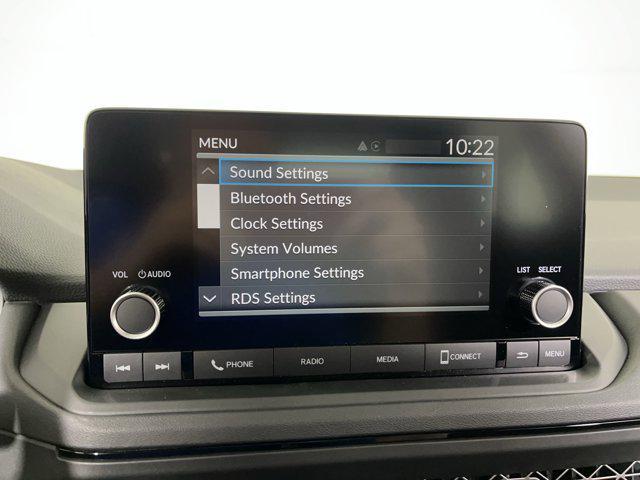 MENU 10:22
Sound Settings
Bluetooth Settings
Clock Settings
System Volumes
Smartphone Settings
RDS Settings
VOL AUDIO LIST SELECT
PHONE RADIO MEDIA CONNECT MENU